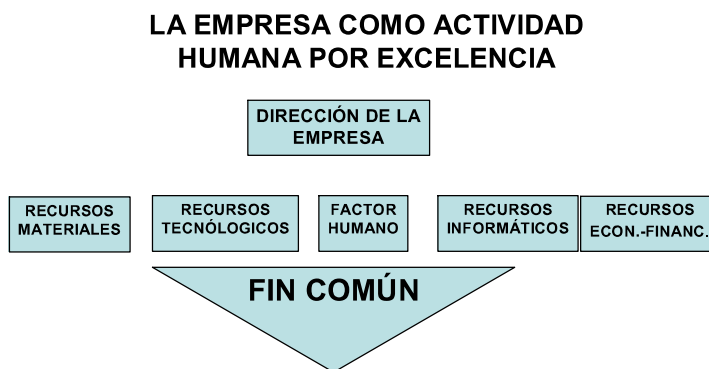 LA EMPRESA COMO ACTIVIDAD
HUMANA POR EXCELENCIA
DIRECCIÓN DE LA
EMPRESA
RECURSOS
MATERIALES
RECURSOS
TECNÓLOGICOS
FACTOR
HUMANO
RECURSOS
INFORMÁTICOS
RECURSOS
ECON.-FINANC.
FIN COMÚN